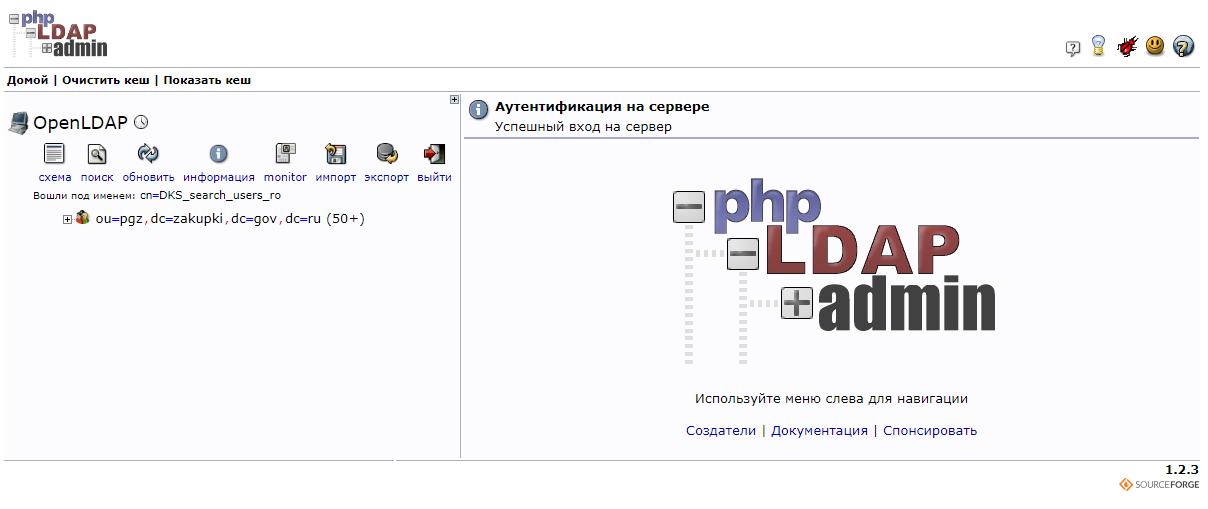 php
LDAP
admin
Домой | Очистить кеш | Показать кеш
OpenLDAP
схема поиск обновить информация monitor импорт экспорт выйти
Вошли под именем: cn=DKS_search_users_ro
ou=pgz,dc=zakupki,dc=gov,dc=ru (50+)
Аутентификация на сервере
Успешный вход на сервер
php
LDAP
admin
Используйте меню слева для навигации
Создатели | Документация | Спонсировать
1.2.3
SOURCEFORGE